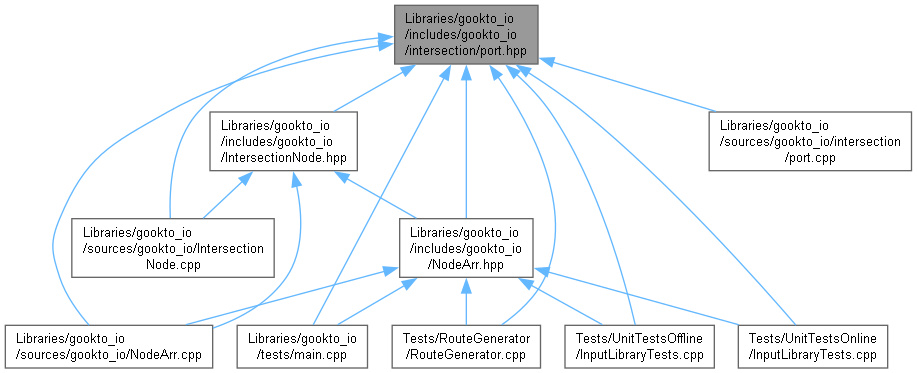 Libraries/gookto_io
/includes/gookto_io
/intersection/port.hpp
Libraries/gookto_io
/includes/gookto_io
/IntersectionNode.hpp
Libraries/gookto_io
/sources/gookto_io/intersection
/port.cpp
Libraries/gookto_io
/sources/gookto_io/Intersection
Node.cpp
Libraries/gookto_io
/includes/gookto_io
/NodeArr.hpp
Libraries/gookto_io
/sources/gookto_io/NodeArr.cpp
Libraries/gookto_io
/tests/main.cpp
Tests/RouteGenerator
/RouteGenerator.cpp
Tests/UnitTestsOffline
/InputLibraryTests.cpp
Tests/UnitTestsOnline
/InputLibraryTests.cpp